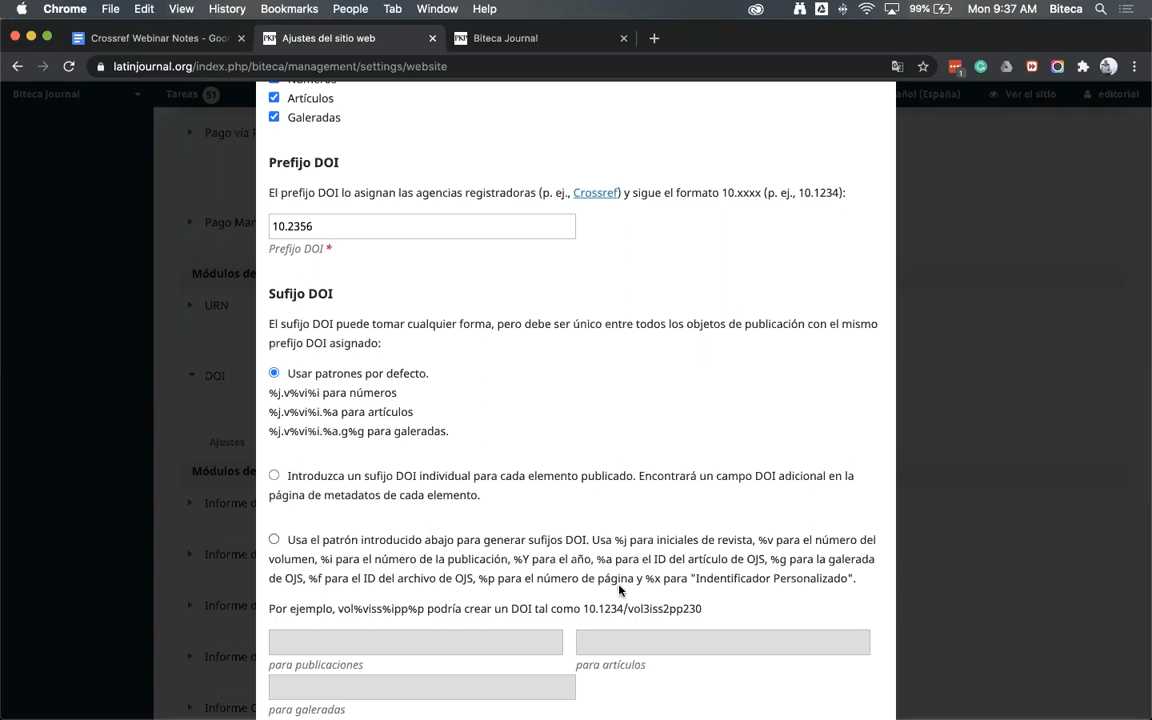 Chrome File Edit View History Bookmarks People Tab Window Help 99% Mon 9:37 AM Biteca
Crossref Webinar Notes - Goo Ajustes del sitio web Biteca Journal
latinjournal.org/index.php/biteca/management/settings/website
Biteca Journal Tareas 51 (España) Ver el sitio editorial
Números
Artículos
Pago vía
Galeradas
Prefijo DOI
El prefijo DOI lo asignan las agencias registradoras (p. ej., Crossref) y sigue el formato 10.xxxx (p. ej., 10.1234):
Pago
10.2356
Prefijo DOI *
Módulos de
Sufijo DOI
URN
El sufijo DOI puede tomar cualquier forma, pero debe ser único entre todos los objetos de publicación con el mismo
prefijo DOI asignado:
DOI
Usar patrones por defecto.
%j.v%vi%i para números
%j.v%vi%i.%a para artículos
%j.v%vi%i.%a.g%g para galeradas.
Ajustes
Módulos de
Introduzca un sufijo DOI individual para cada elemento publicado. Encontrará un campo DOI adicional en la
página de metadatos de cada elemento.
Informe
Usa el patrón introducido abajo para generar sufijos DOI. Usa %j para iniciales de revista, %v para el número del
Informe
volumen, %i para el número de la publicación, %Y para el año, %a para el ID del artículo de OJS, %g para la galerada
de OJS, %f para el ID del archivo de OJS, %p para el número de página y %x para "Indentificador Personalizado".
Informe
Por ejemplo, vol%viss%ipp%p podría crear un DOI tal como 10.1234/vol3iss2pp230
Informe
para publicaciones para artículos
Informe
para galeradas